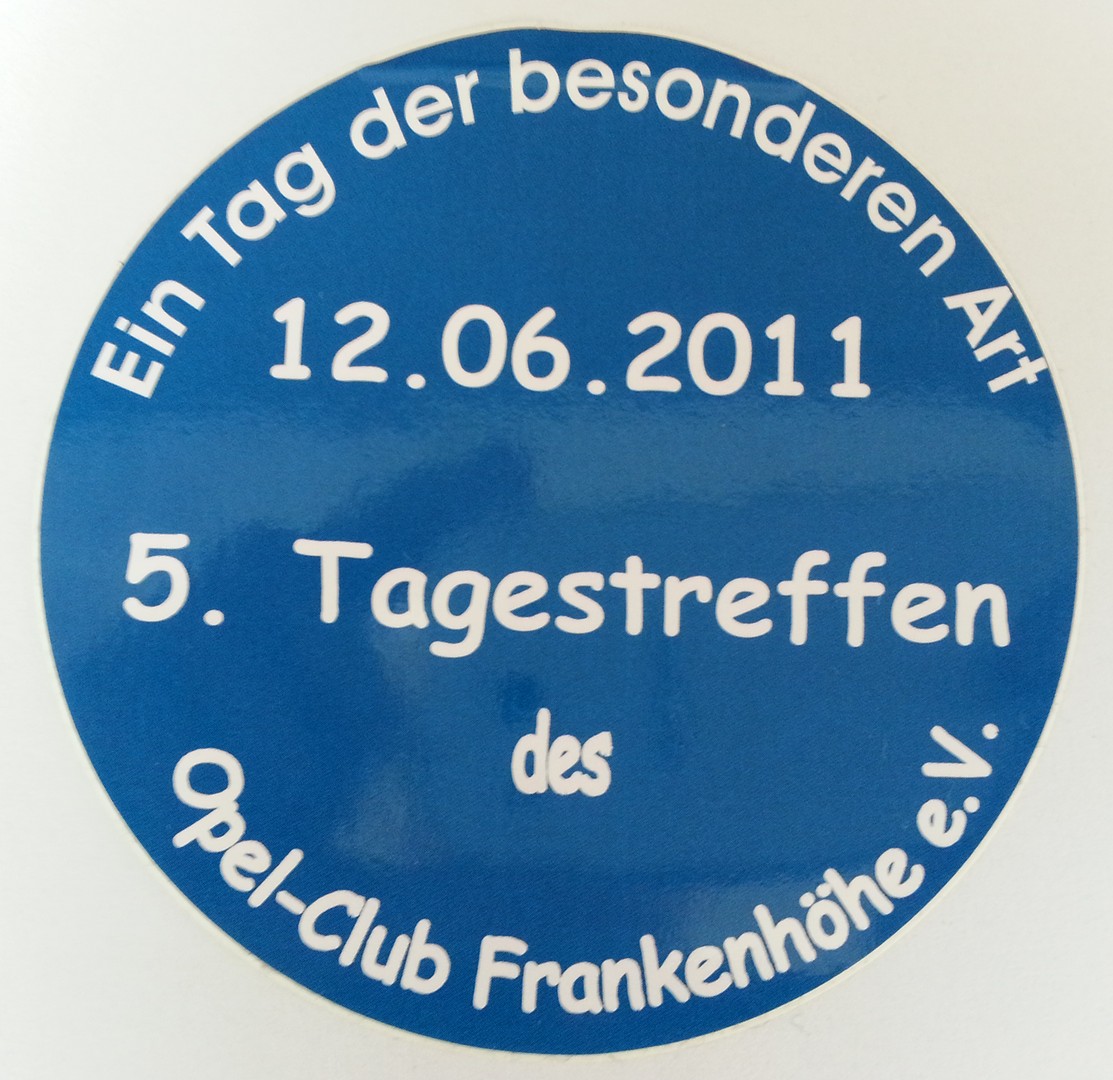 Ein Tag der besonderen Art
12.06.2011
5. Tagestreffen
des
Opel-Club Frankenhöhe e.V.